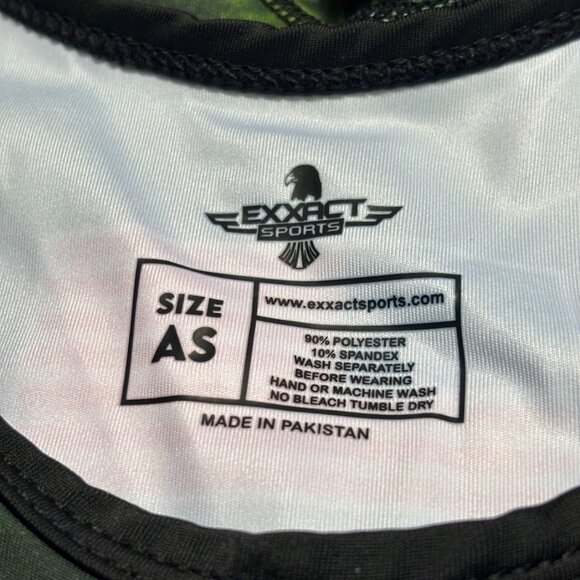 EXXACT
SPORTS
SIZE
AS
www.exxactsports.com
90% POLYESTER
10% SPANDEX
WASH SEPARATELY
BEFORE WEARING
HAND OR MACHINE WASH
NO BLEACH TUMBLE DRY
MADE IN PAKISTAN